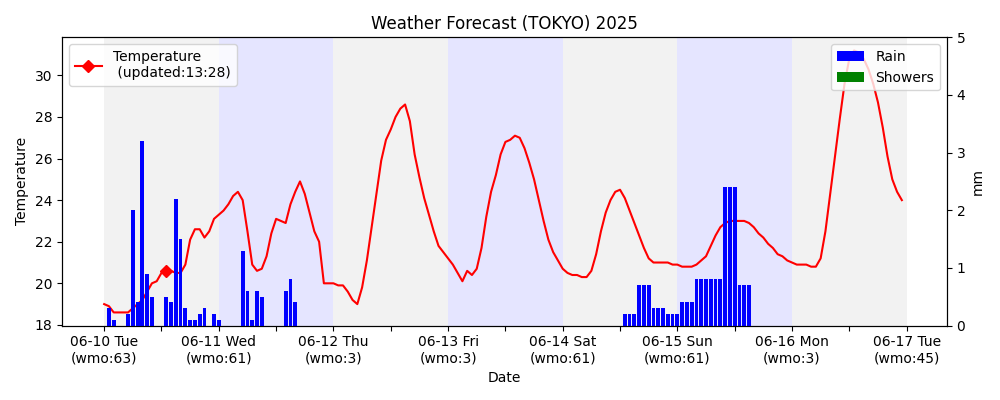 Weather Forecast (TOKYO) 2025
Temperature
(updated:13:28)
Rain
Showers
Temperature
30
28
26
24
22
20
18
5
4
3
2
1
0
mm
06-10 Tue
(wmo:63)
06-11 Wed
(wmo:61)
06-12 Thu
(wmo:3)
06-13 Fri
(wmo:3)
06-14 Sat
(wmo:61)
06-15 Sun
(wmo:61)
06-16 Mon
(wmo:3)
06-17 Tue
(wmo:45)
Date